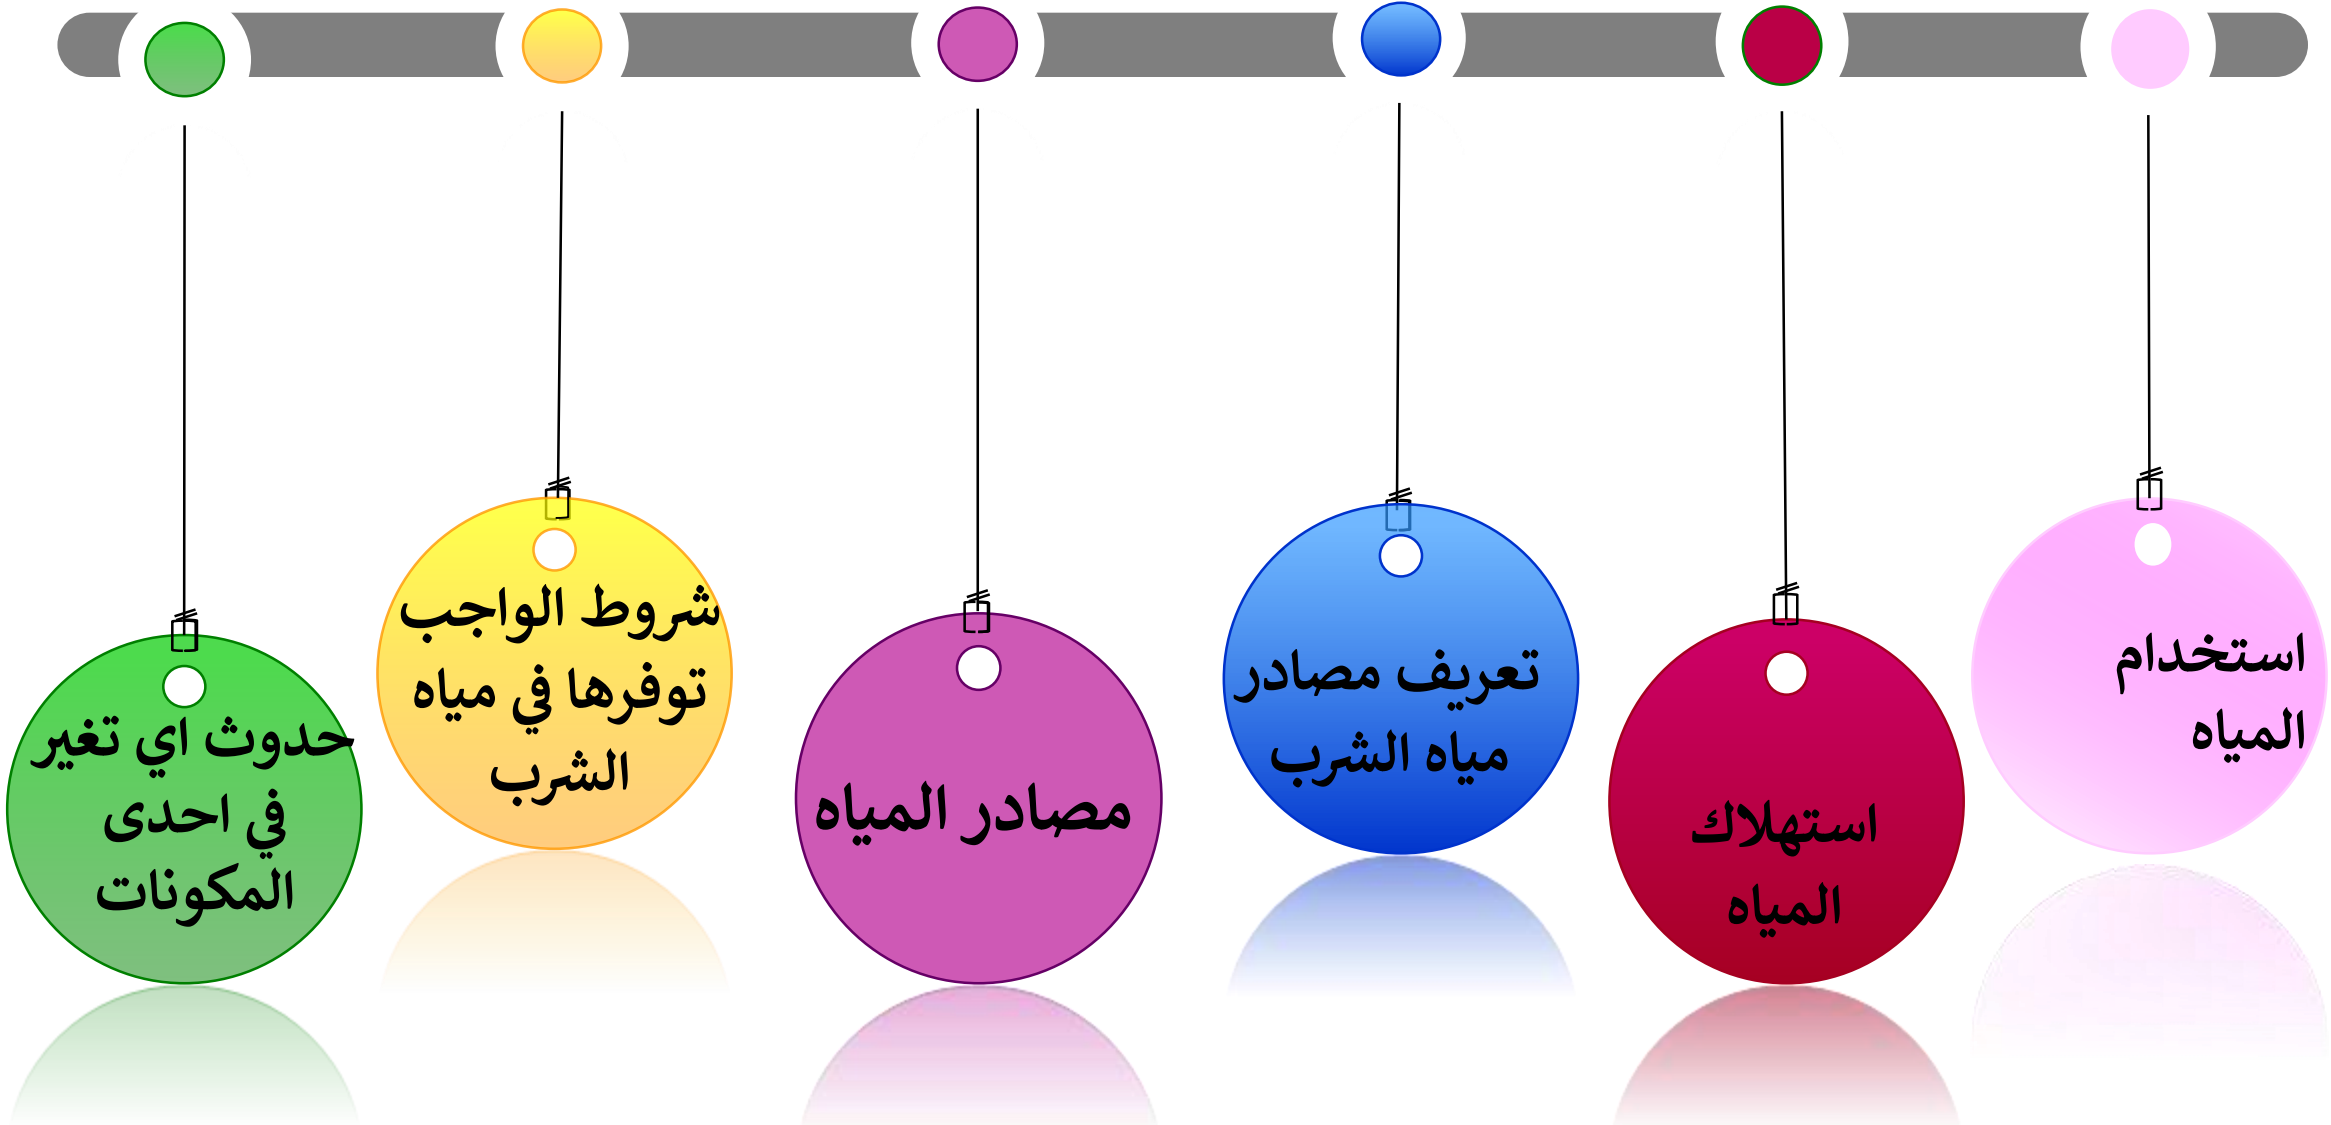 استخدام
المياه
استهلاك
المياه
تعريف مصادر
مياه الشرب
مصادر المياه
شروط الواجب
توفرها في مياه
الشرب
حدوث اي تغير
في احدى
المكونات